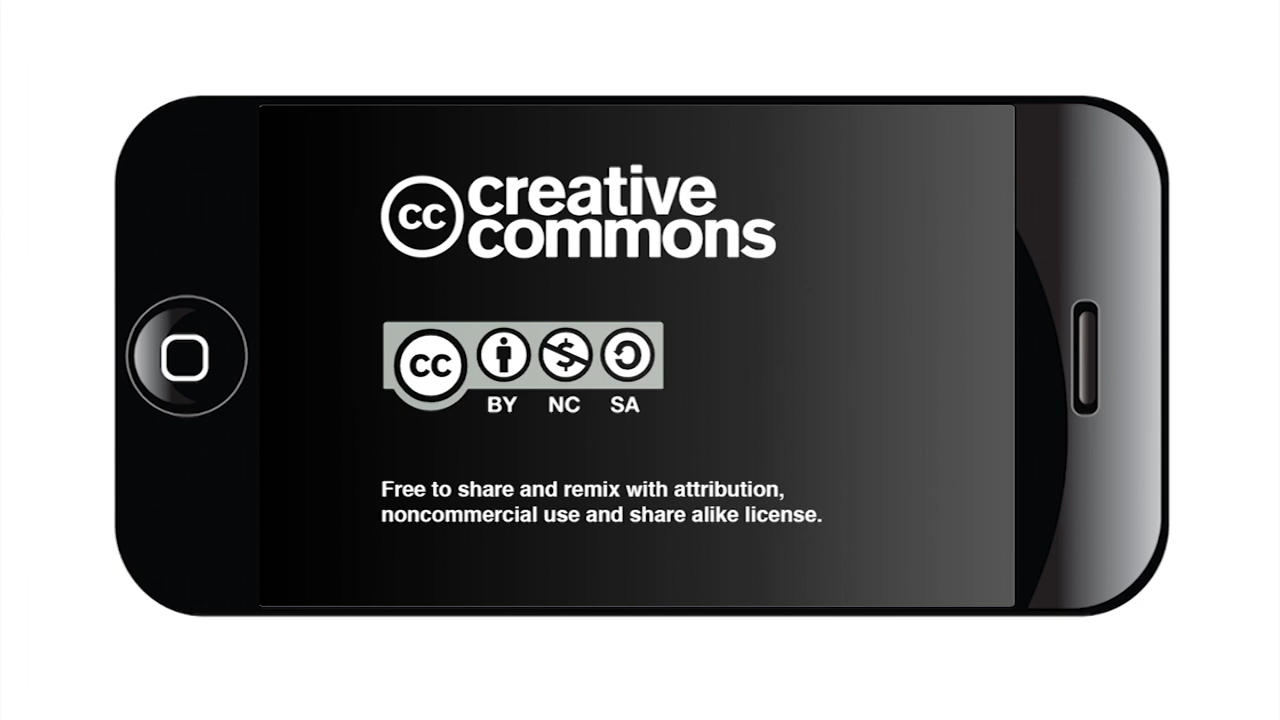 cc creative
commons
cc
BY NC SA
Free to share and remix with attribution,
noncommercial use and share alike license.